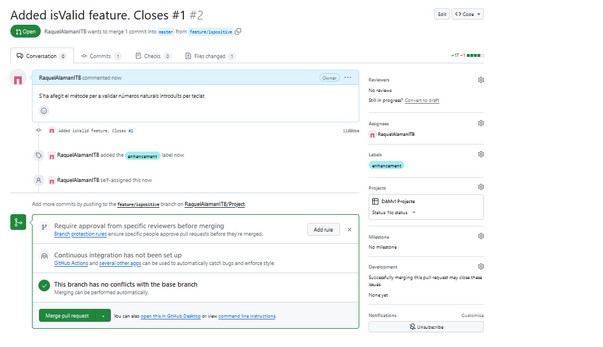 Added isValid feature. Closes #1 #2
Edit
<> Code
Open
RaquelAlamanITB wants to merge 1 commit into master from feature/ispositive
Conversation 0
Commits 1
Checks 0
Files changed 1
+17 −1
RaquelAlamanITB commented now
Owner
S'ha afegit el mètode per a validar números naturals introduïts per teclat
Added isValid feature. Closes #1
RaquelAlamanITB added the enhancement label now
RaquelAlamanITB self-assigned this now
Add more commits by pushing to the feature/ispositive branch on RaquelAlamanITB/Project.
Require approval from specific reviewers before merging
Branch protection rules ensure specific people approve pull requests before they're merged.
Add rule
Continuous integration has not been set up
GitHub Actions and several other apps can be used to automatically catch bugs and enforce style.
This branch has no conflicts with the base branch
Merging can be performed automatically.
Merge pull request
You can also open this in GitHub Desktop or view command line instructions.
Reviewers
No reviews
Still in progress? Convert to draft
Assignees
RaquelAlamanITB
Labels
enhancement
Projects
DAMv1 Projects
Status No status
Milestone
No milestone
Development
Successfully merging this pull request may close these
issues
None yet
Notifications
Customize
Unsubscribe